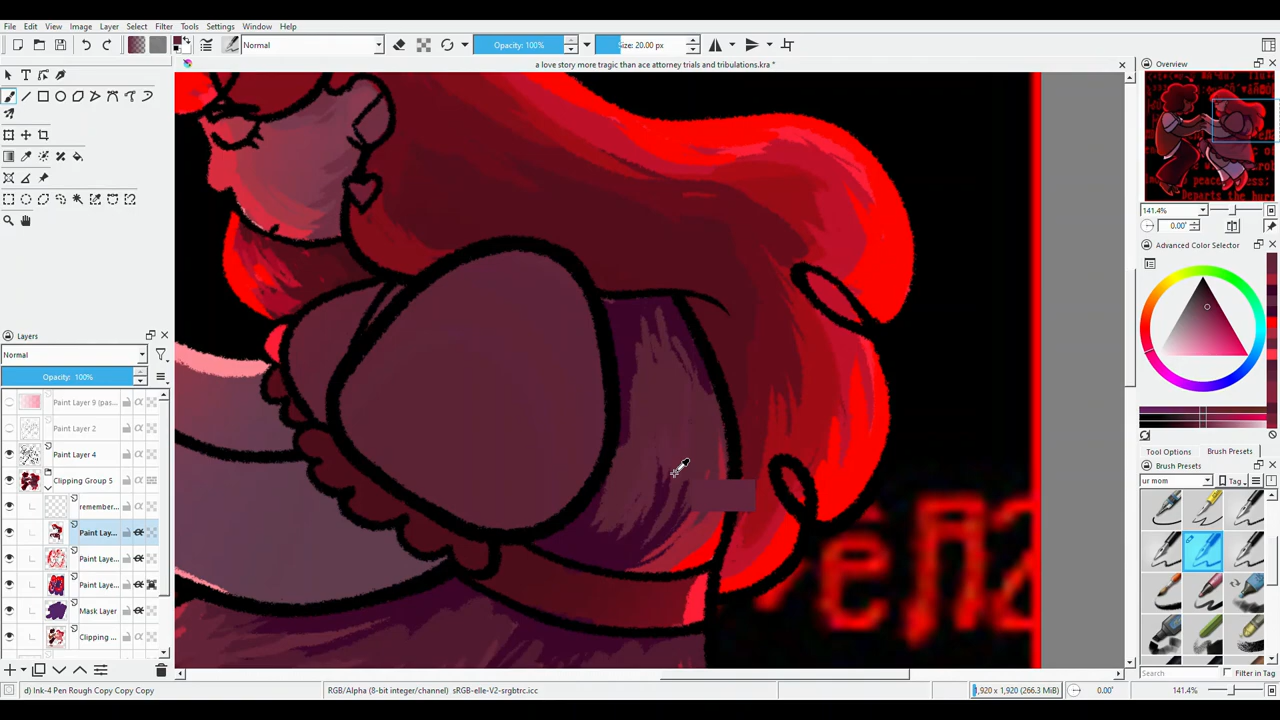 File Edit View Image Layer Select Filter Tools Settings Window Help
Normal
Opacity: 100%
Size: 20.00 px
a love story more tragic than ace attorney trials and tribulations.kra *
Overview
141.4%
0.00°
Advanced Color Selector
Layers
Normal
Opacity: 100%
Paint Layer 9 (pas...
Paint Layer 2
Paint Layer 4
Clipping Group 5
remember...
Paint Lay...
Paint Laye...
Paint Laye...
Mask Layer
Clipping ...
Tool Options
Brush Presets
Brush Presets
ur mom
Tag
Search
Filter in Tag
d) Ink-4 Pen Rough Copy Copy Copy
RGB/Alpha (8-bit integer/channel) sRGB-elle-V2-srgbtrc.icc
1,920 x 1,920 (266.3 MiB)
0.00°
141.4%